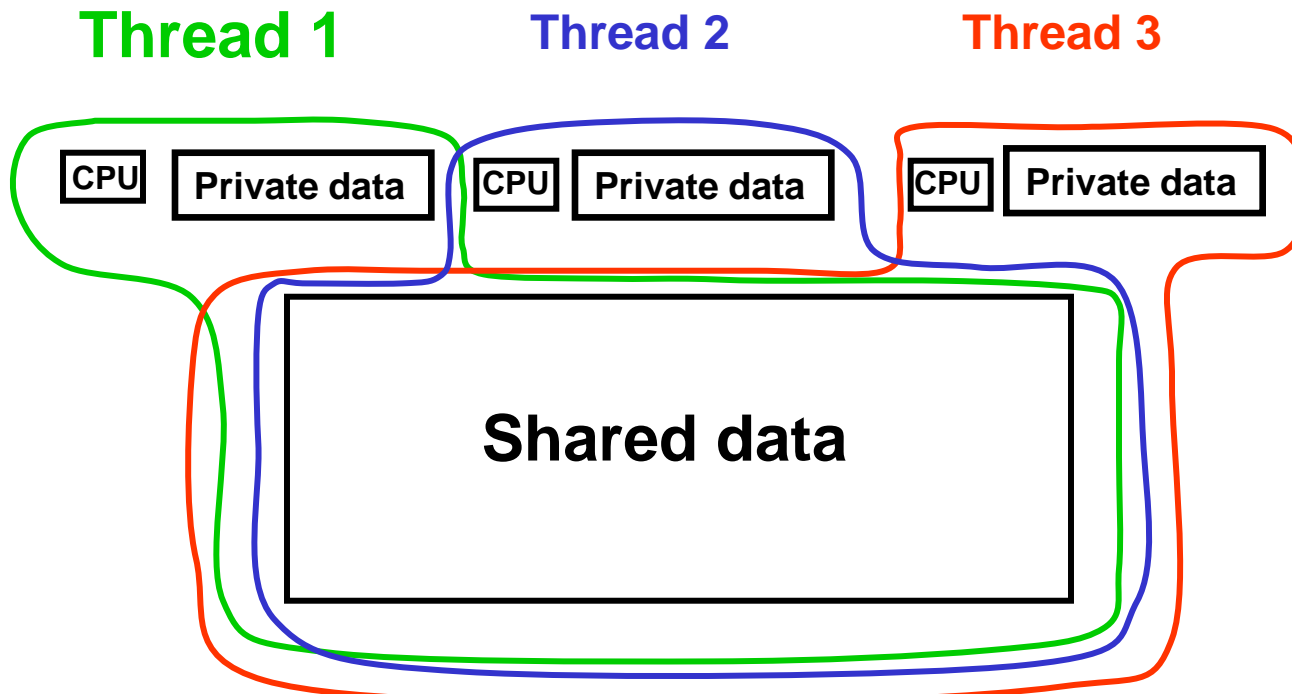 Thread 1 Thread 2 Thread 3
CPU Private data CPU Private data CPU Private data
Shared data